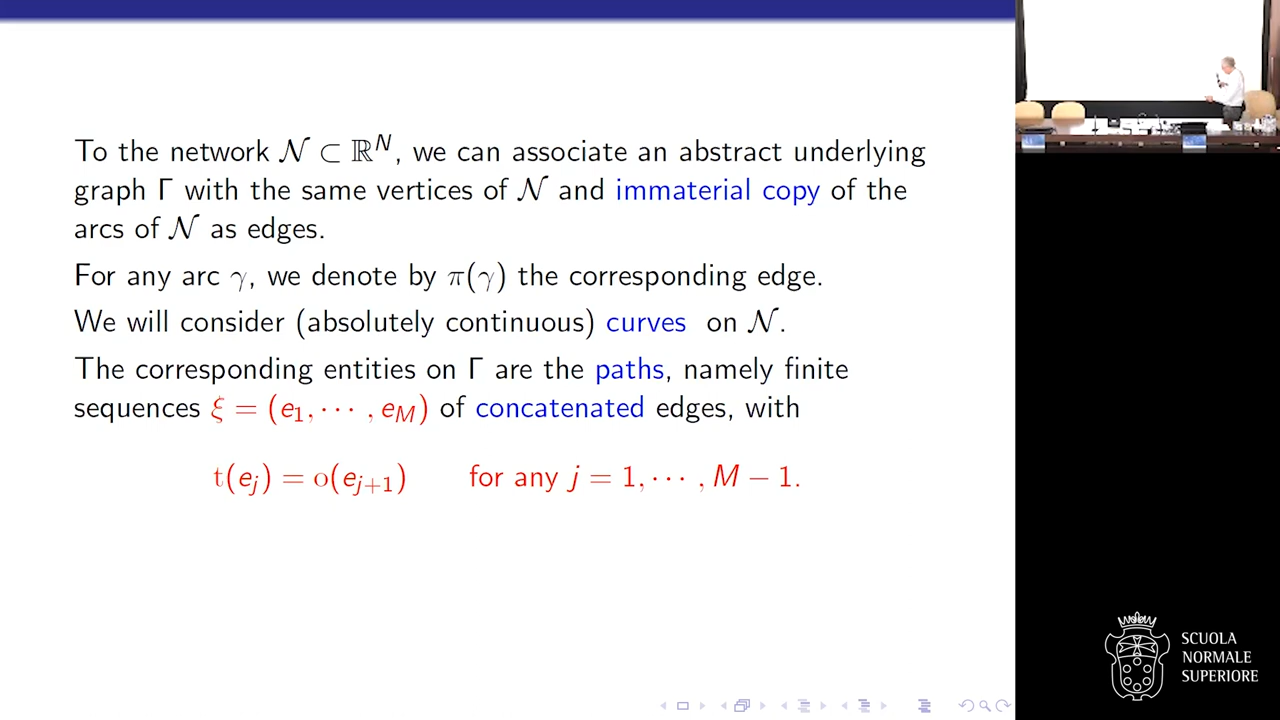 To the network 𝒩 ⊂ ℝ^N, we can associate an abstract underlying
graph Γ with the same vertices of 𝒩 and immaterial copy of the
arcs of 𝒩 as edges.
For any arc γ, we denote by π(γ) the corresponding edge.
We will consider (absolutely continuous) curves on 𝒩.
The corresponding entities on Γ are the paths, namely finite
sequences ξ = (e_1, ⋯ , e_M) of concatenated edges, with
t(e_j) = o(e_{j+1}) for any j = 1, ⋯ , M − 1.
SCUOLA
NORMALE
SUPERIORE